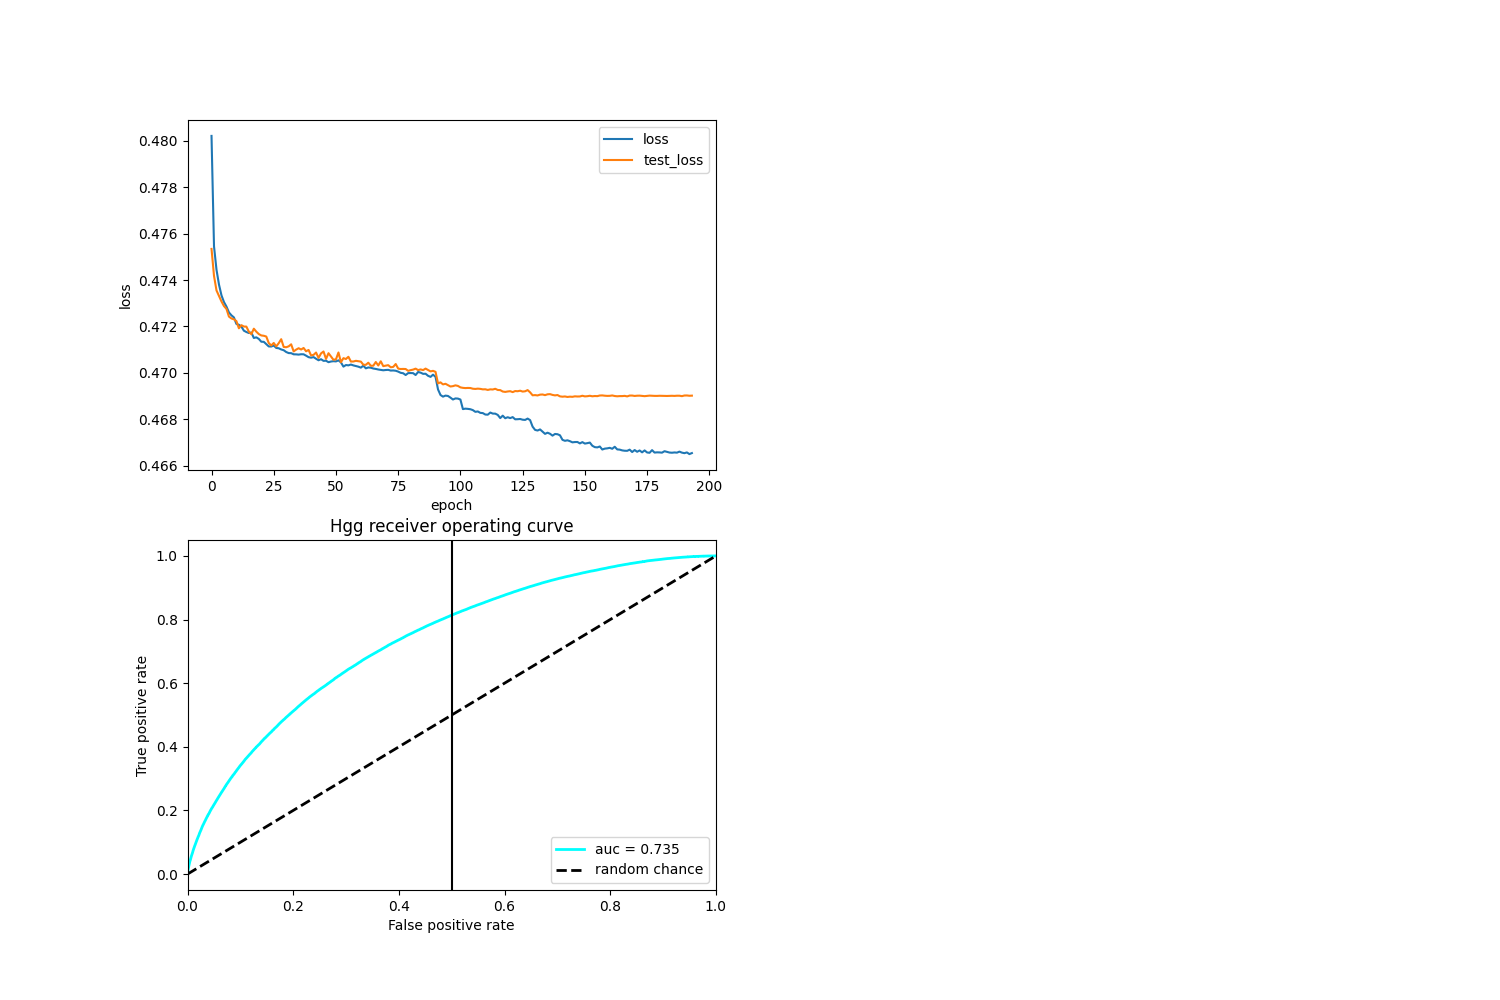 0.480
0.478
0.476
0.474
0.472
0.470
0.468
0.466
loss
loss
test_loss
0 25 50 75 100 125 150 175 200
epoch
Hgg receiver operating curve
1.0
0.8
0.6
0.4
0.2
0.0
True positive rate
auc = 0.735
random chance
0.0 0.2 0.4 0.6 0.8 1.0
False positive rate